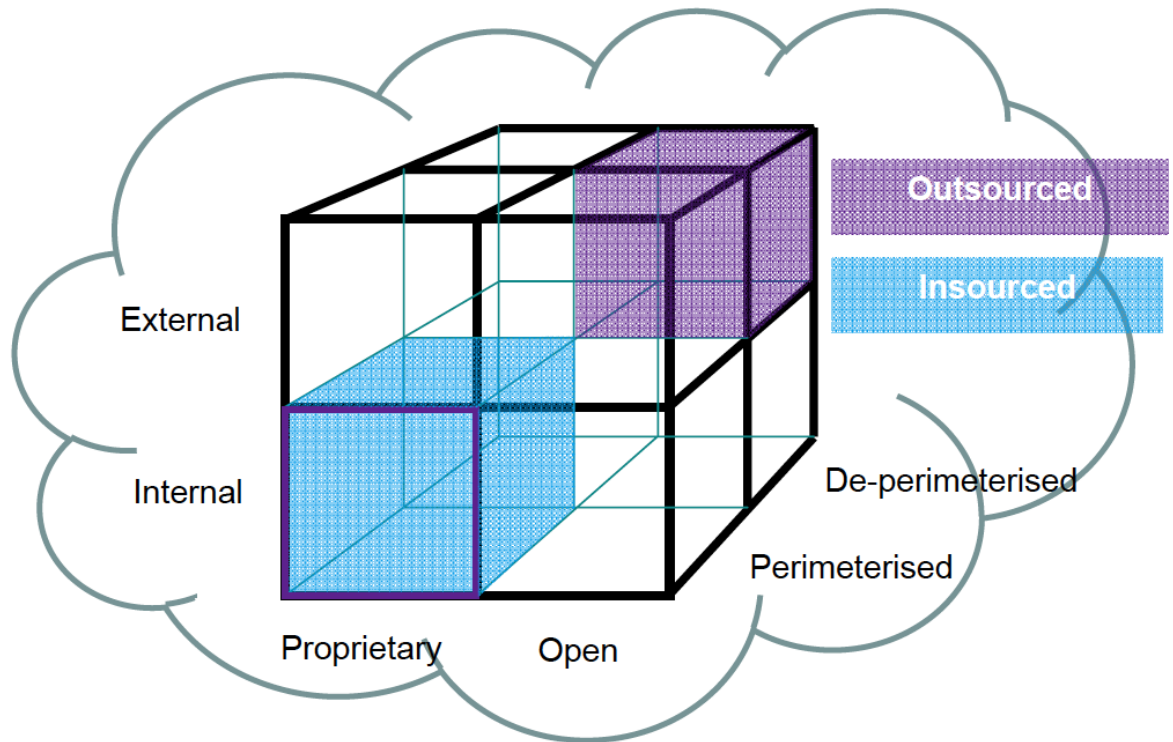 Outsourced
Insourced
External
Internal
De-perimeterised
Perimeterised
Proprietary
Open